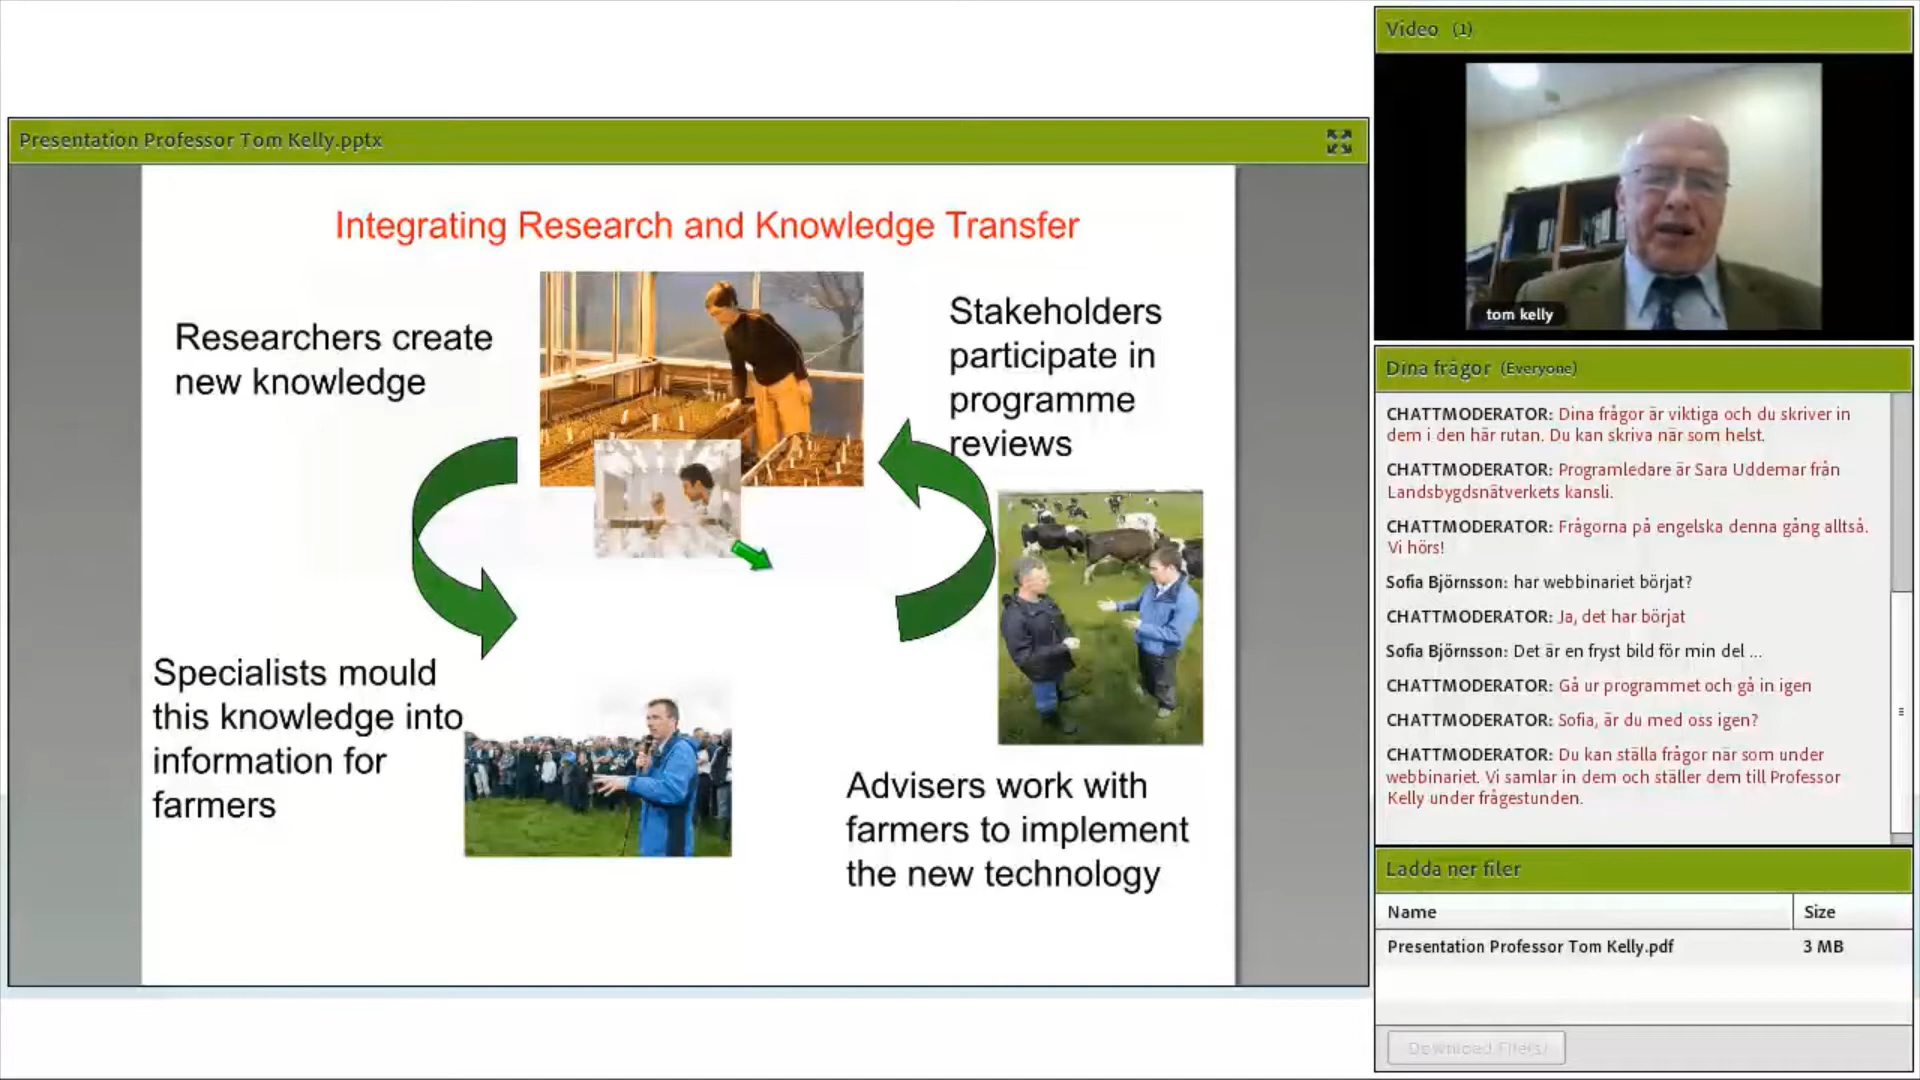 Presentation Professor Tom Kelly.pptx
Integrating Research and Knowledge Transfer
Researchers create
new knowledge
Stakeholders
participate in
programme
reviews
Specialists mould
this knowledge into
information for
farmers
Advisers work with
farmers to implement
the new technology
Video (1)
tom kelly
Dina frågor (Everyone)
CHATTMODERATOR: Dina frågor är viktiga och du skriver in
dem i den här rutan. Du kan skriva när som helst.
CHATTMODERATOR: Programledare är Sara Uddemar från
Landsbygdsnätverkets kansli.
CHATTMODERATOR: Frågorna på engelska denna gång alltså.
Vi hörs!
Sofia Björnsson: har webbinariet börjat?
CHATTMODERATOR: Ja, det har börjat
Sofia Björnsson: Det är en fryst bild för min del ...
CHATTMODERATOR: Gå ur programmet och gå in igen
CHATTMODERATOR: Sofia, är du med oss igen?
CHATTMODERATOR: Du kan ställa frågor när som under
webbinariet. Vi samlar in dem och ställer dem till Professor
Kelly under frågestunden.
Ladda ner filer
Name Size
Presentation Professor Tom Kelly.pdf 3 MB
Download File(s)